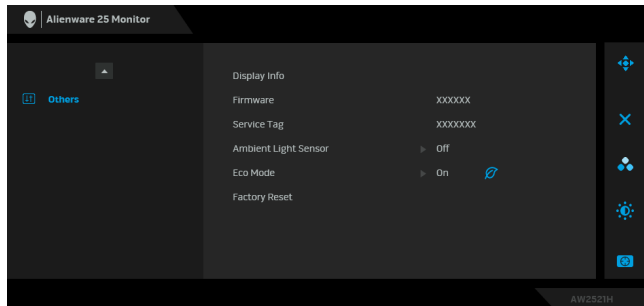 Alienware 25 Monitor
Others
Display Info
Firmware XXXXXX
Service Tag XXXXXXX
Ambient Light Sensor Off
Eco Mode On
Factory Reset
AW2521H